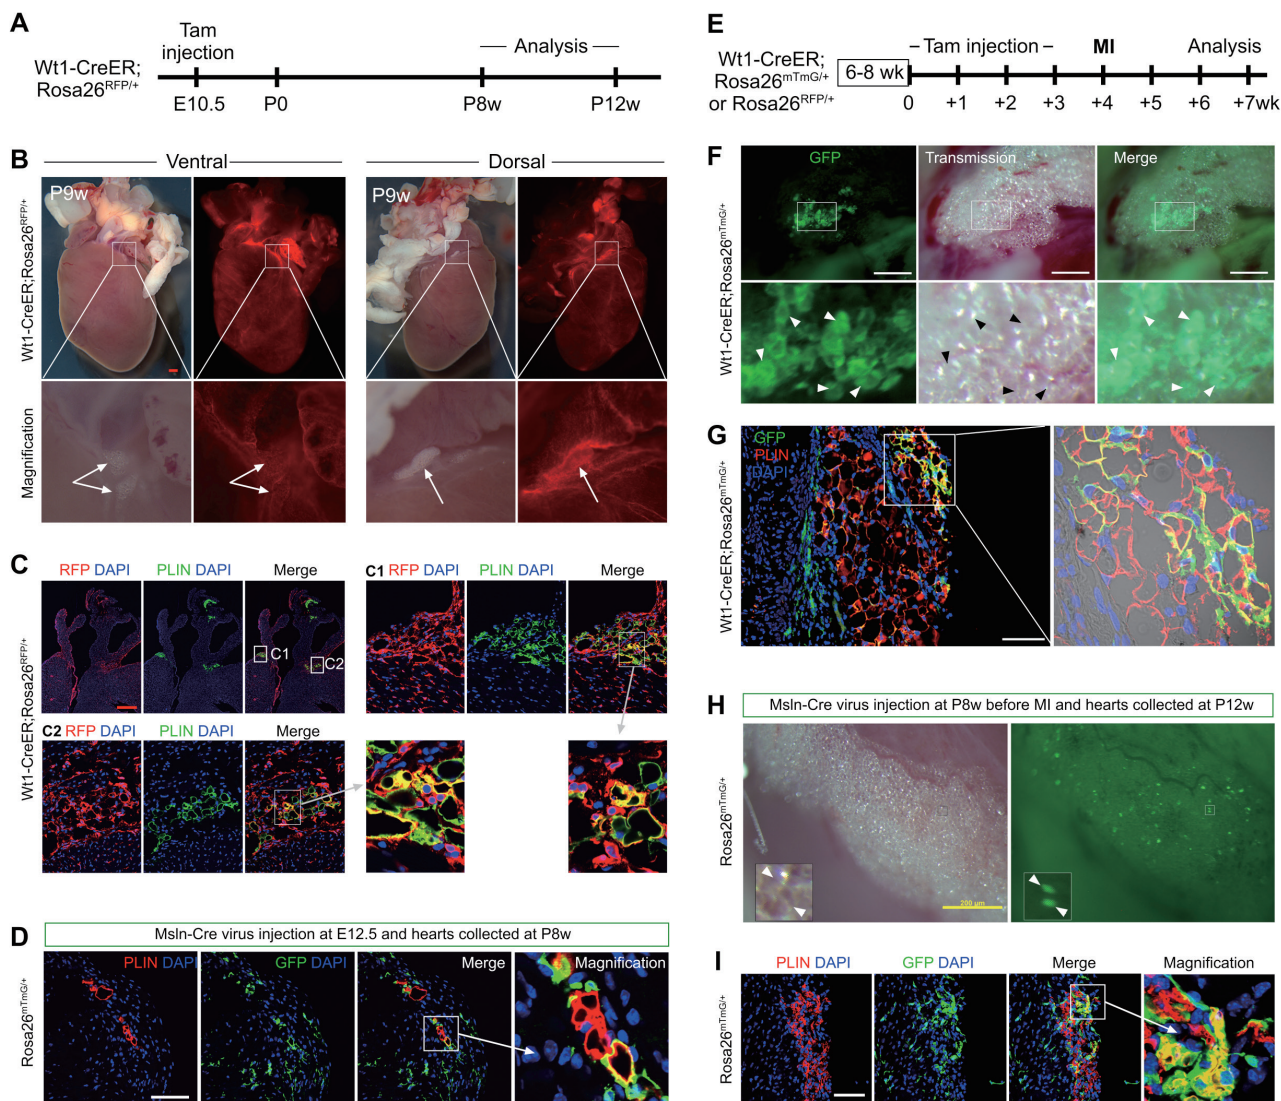 A
Tam
injection
Analysis
Wt1-CreER;
Rosa26RFP/+
E10.5
P0
P8w
P12w
B
Ventral
Dorsal
Wt1-CreER;Rosa26RFP/+
P9w
P9w
Magnification
C
RFP DAPI
PLIN DAPI
Merge
C1 RFP DAPI
PLIN DAPI
Merge
C1
C2
Wt1-CreER;Rosa26RFP/+
C2 RFP DAPI
PLIN DAPI
Merge
D
Msln-Cre virus injection at E12.5 and hearts collected at P8w
Rosa26mTmG/+
PLIN DAPI
GFP DAPI
Merge
Magnification
E
Tam injection
MI
Analysis
Wt1-CreER;
Rosa26mTmG/+
or Rosa26RFP/+
6-8 wk
0
+1
+2
+3
+4
+5
+6
+7wk
F
GFP
Transmission
Merge
Wt1-CreER;Rosa26mTmG/+
G
GFP
PLIN
DAPI
Wt1-CreER;Rosa26mTmG/+
H
Msln-Cre virus injection at P8w before MI and hearts collected at P12w
Rosa26mTmG/+
200 µm
I
PLIN DAPI
GFP DAPI
Merge
Magnification
Rosa26mTmG/+